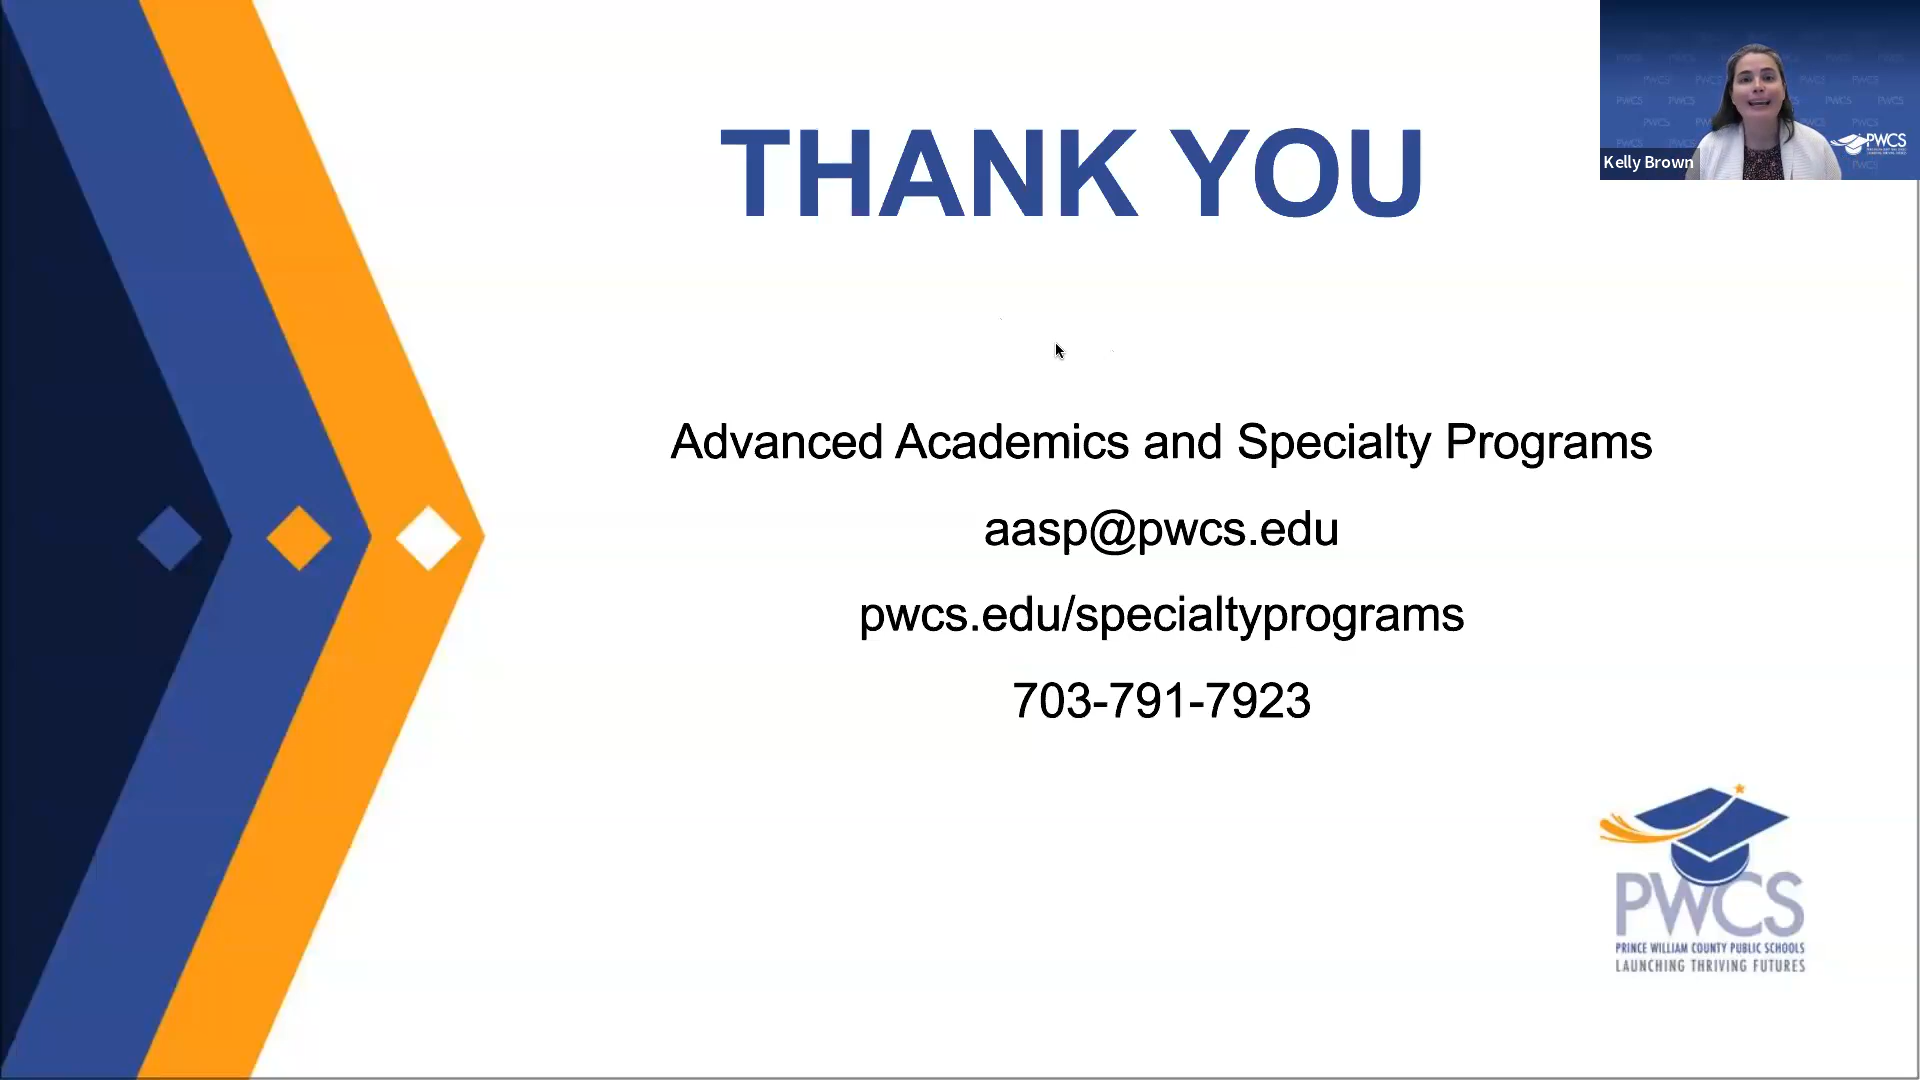 THANK YOU
PWCS
Kelly Brown
Advanced Academics and Specialty Programs
aasp@pwcs.edu
pwcs.edu/specialtyprograms
703-791-7923
PWCS
PRINCE WILLIAM COUNTY PUBLIC SCHOOLS
LAUNCHING THRIVING FUTURES